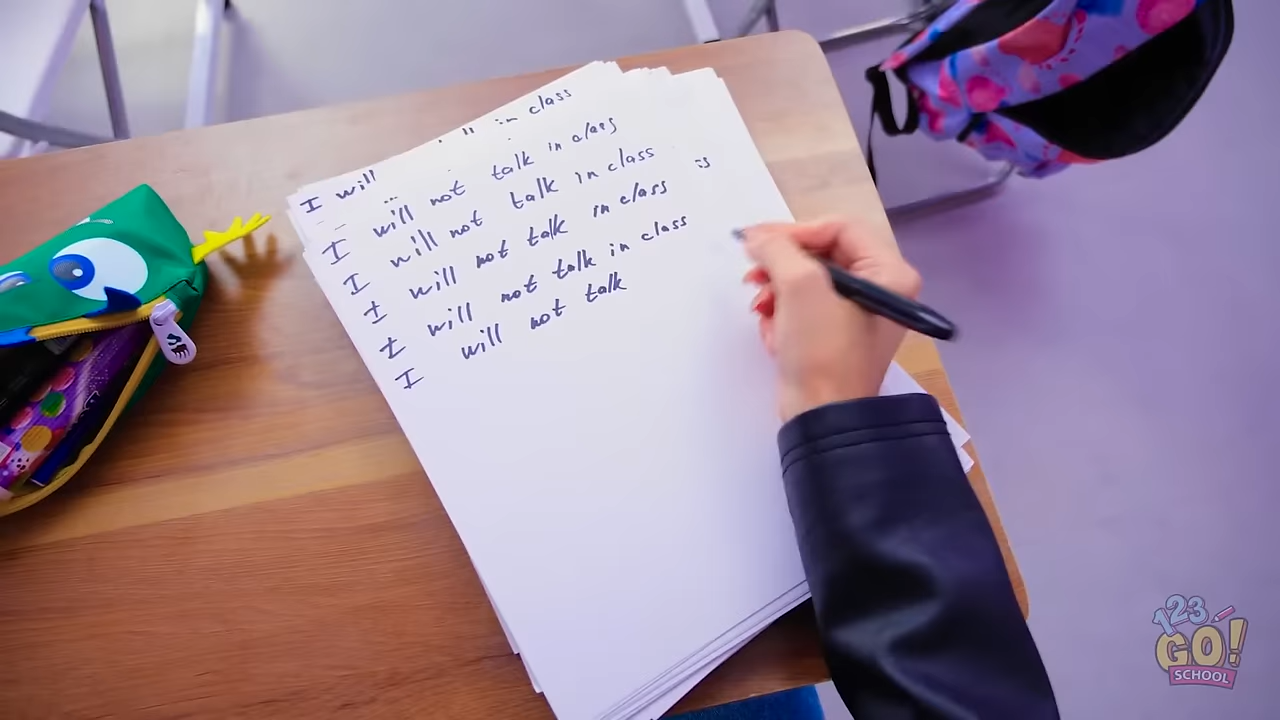 I will in class
I will not talk in class
I will not talk in class
I will not talk in class
I will not talk in class
I will not talk
123
GO!
SCHOOL